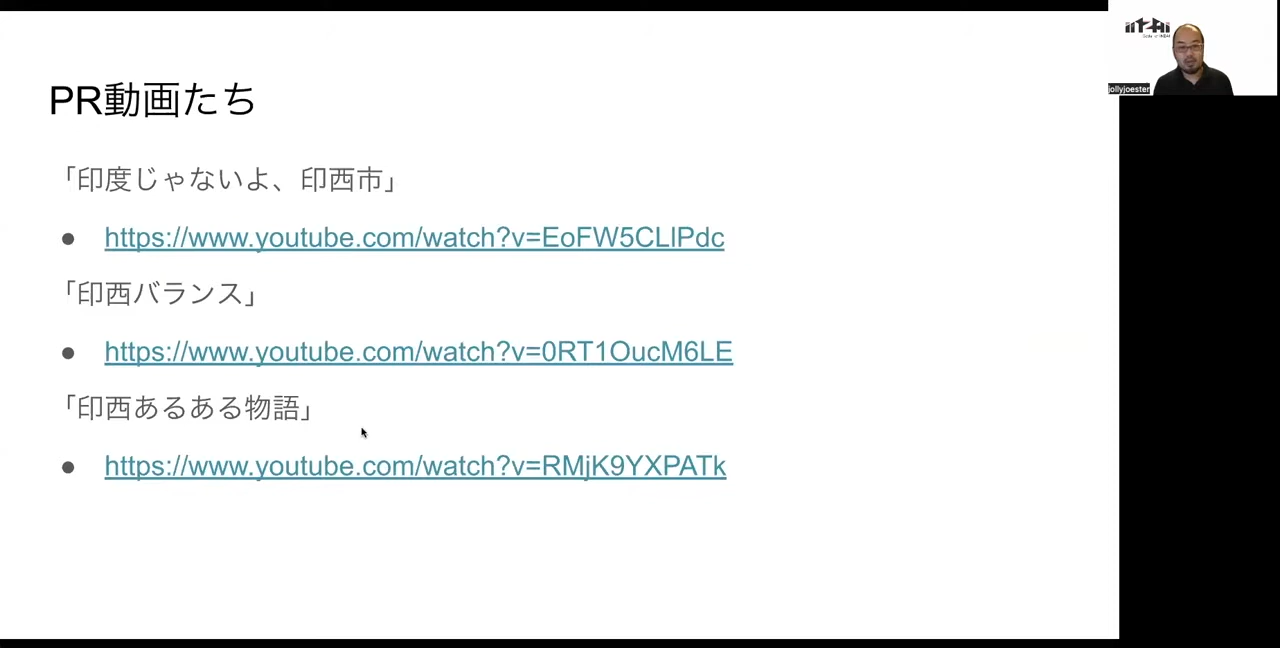 PR動画たち
「印度じゃないよ、印西市」
● https://www.youtube.com/watch?v=EoFW5CLlPdc
「印西バランス」
● https://www.youtube.com/watch?v=0RT1OucM6LE
「印西あるある物語」
● https://www.youtube.com/watch?v=RMjK9YXPATk
jollyjoester